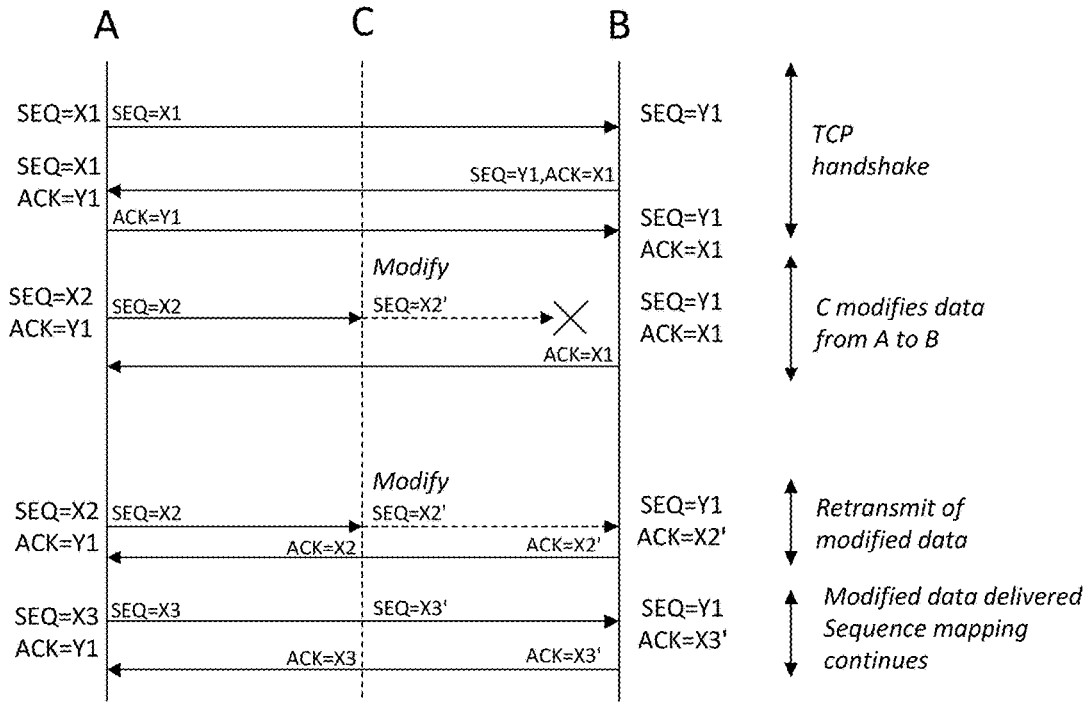 A
C
B
SEQ=X1
SEQ=X1
SEQ=Y1
TCP
handshake
SEQ=X1
ACK=Y1
SEQ=Y1,ACK=X1
ACK=Y1
SEQ=Y1
ACK=X1
Modify
SEQ=X2
ACK=Y1
SEQ=X2
SEQ=X2'
SEQ=Y1
ACK=X1
C modifies data
from A to B
ACK=X1
Modify
SEQ=X2
ACK=Y1
SEQ=X2
SEQ=X2'
SEQ=Y1
ACK=X2'
Retransmit of
modified data
ACK=X2
ACK=X2'
SEQ=X3
ACK=Y1
SEQ=X3
SEQ=X3'
SEQ=Y1
ACK=X3'
Modified data delivered
Sequence mapping
continues
ACK=X3
ACK=X3'